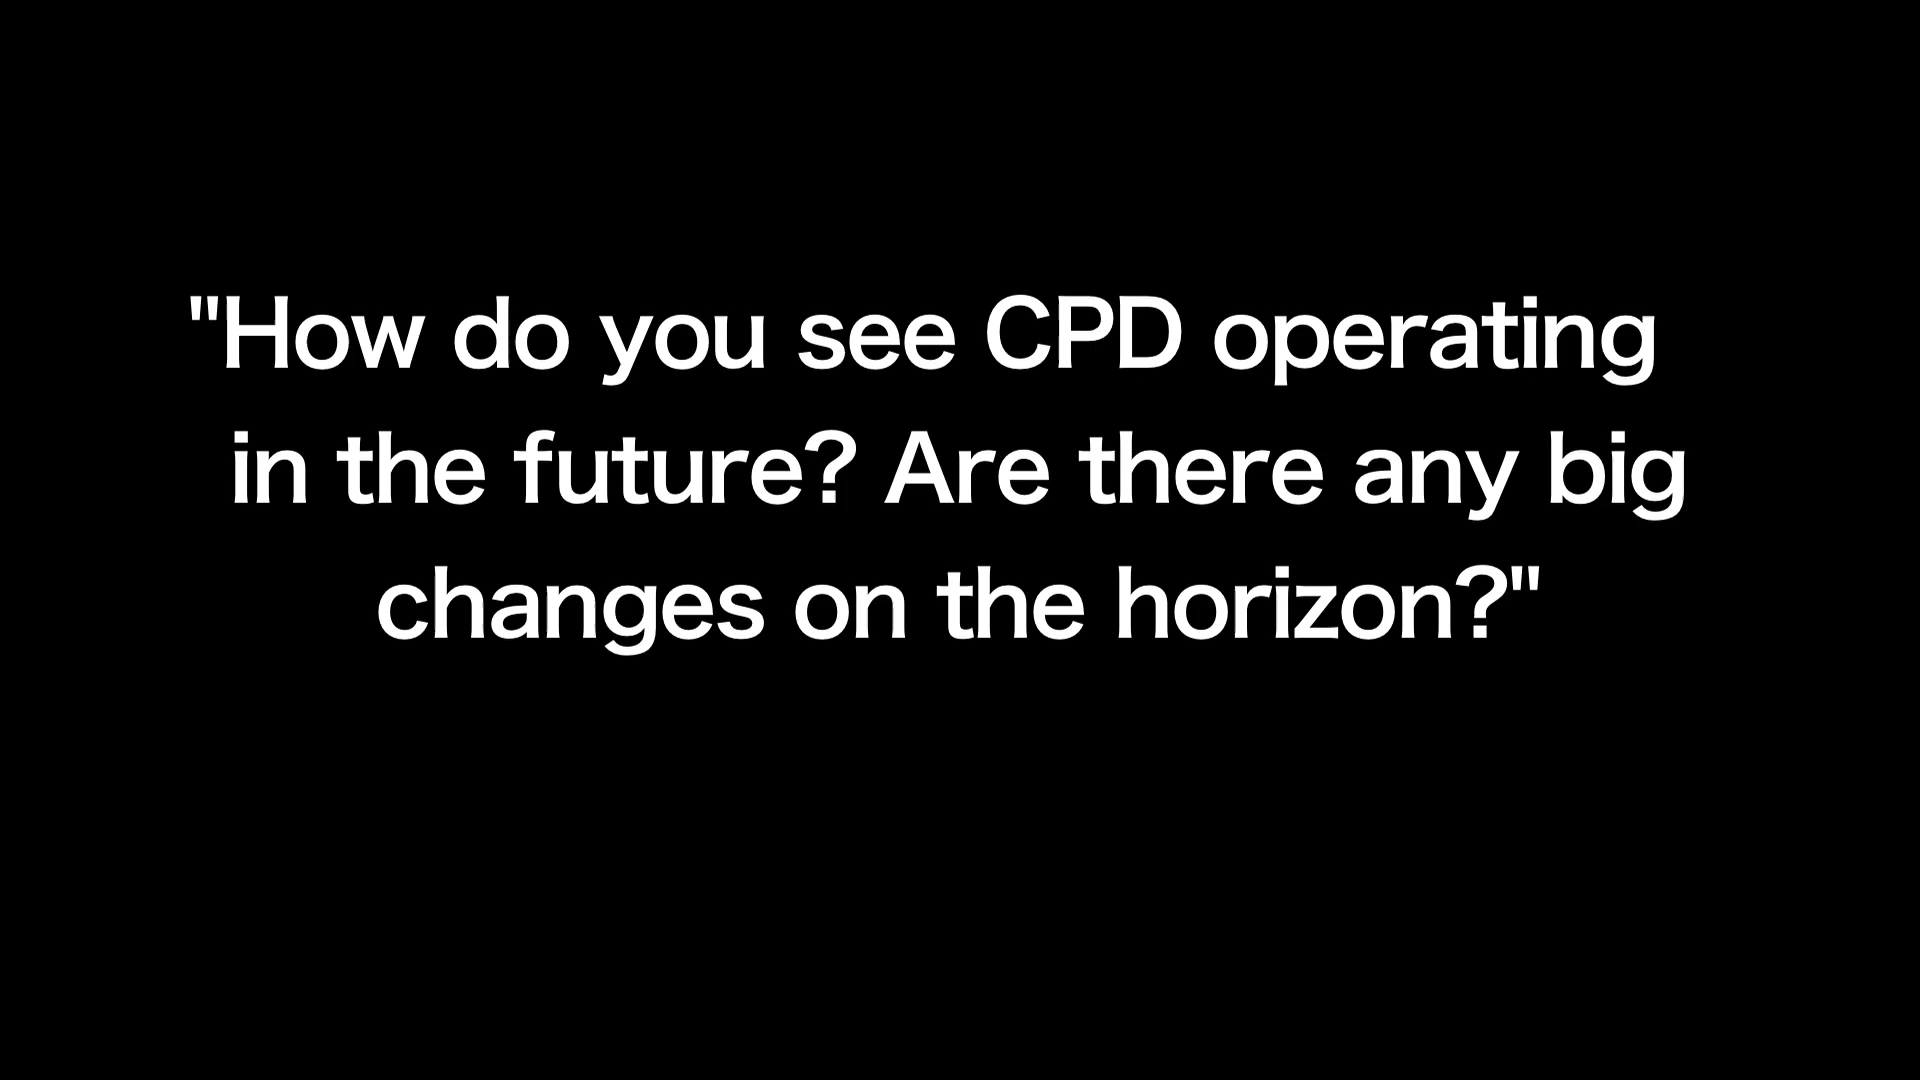 "How do you see CPD operating
in the future? Are there any big
changes on the horizon?"